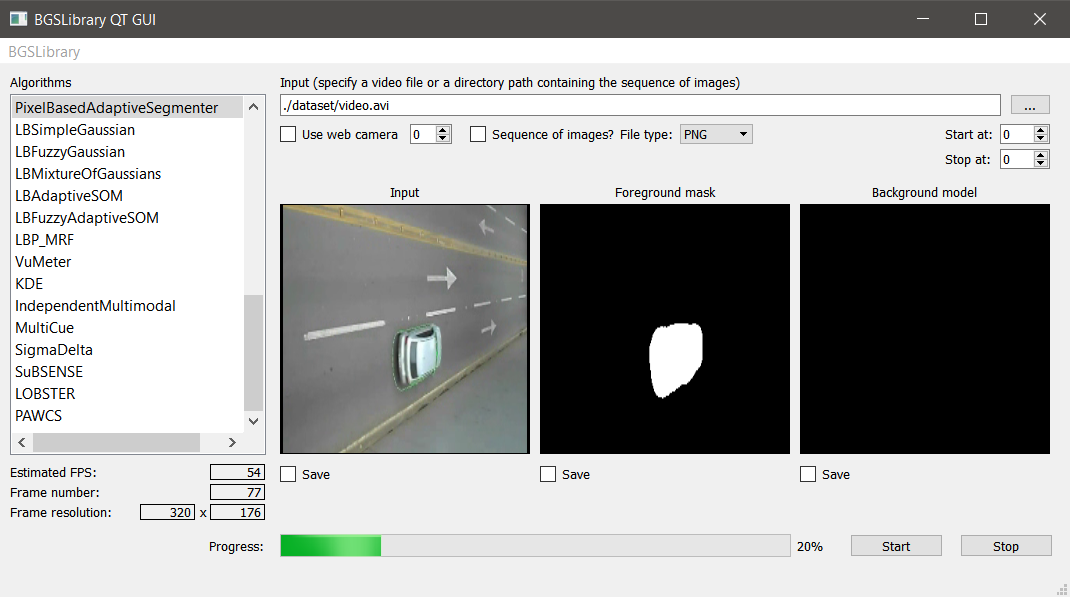 BGSLibrary QT GUI
BGSLibrary
Algorithms
PixelBasedAdaptiveSegmenter
LBSimpleGaussian
LBFuzzyGaussian
LBMixtureOfGaussians
LBAdaptiveSOM
LBFuzzyAdaptiveSOM
LBP_MRF
VuMeter
KDE
IndependentMultimodal
MultiCue
SigmaDelta
SuBSENSE
LOBSTER
PAWCS
Estimated FPS: 54
Frame number: 77
Frame resolution: 320 x 176
Input (specify a video file or a directory path containing the sequence of images)
./dataset/video.avi ...
Use web camera 0 Sequence of images? File type: PNG Start at: 0
Stop at: 0
Input Foreground mask Background model
Save Save Save
Progress: 20% Start Stop